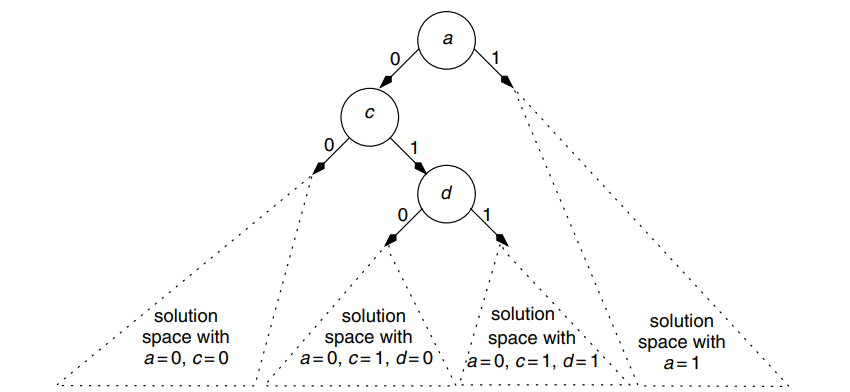 a
0
1
c
0
1
d
0
1
solution
space with
a=0, c=0
solution
space with
a=0, c=1, d=0
solution
space with
a=0, c=1, d=1
solution
space with
a=1